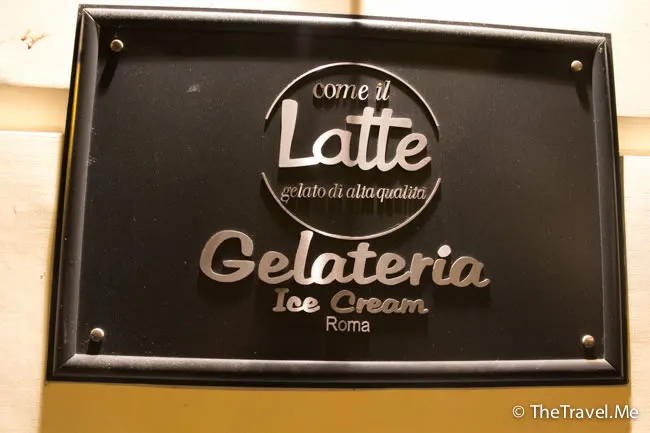 come il
Latte
gelato di alta qualità
Gelateria
Ice Cream
Roma
© TheTravel.Me